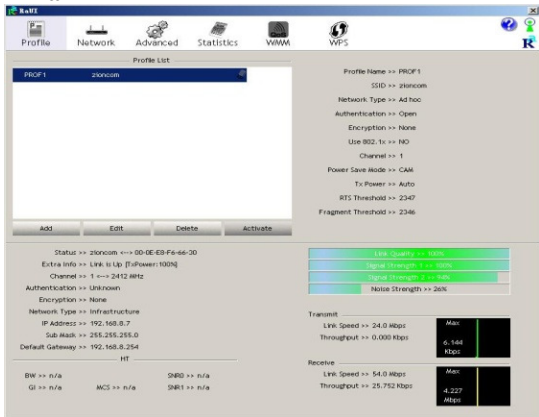 RaUI
Profile
Network
Advanced
Statistics
WMM
WPS
Profile List
PROF1 zioncom
Add
Edit
Delete
Activate
Profile Name >> PROF1
SSID >> zioncom
Network Type >> Ad hoc
Authentication >> Open
Encryption >> None
Use 802.1x >> NO
Channel >> 1
Power Save Mode >> CAM
Tx Power >> Auto
RTS Threshold >> 2347
Fragment Threshold >> 2346
Status >> zioncom <--> 00-0E-E8-F6-66-30
Extra Info >> Link is Up [TxPower:100%]
Channel >> 1 <--> 2412 MHz
Authentication >> Unknown
Encryption >> None
Network Type >> Infrastructure
IP Address >> 192.168.8.7
Sub Mask >> 255.255.255.0
Default Gateway >> 192.168.8.254
HT
BW >> n/a SNR0 >> n/a
GI >> n/a MCS >> n/a SNR1 >> n/a
Link Quality >> 100%
Signal Strength 1 >> 100%
Signal Strength 2 >> 94%
Noise Strength >> 26%
Transmit
Link Speed >> 24.0 Mbps
Throughput >> 0.000 Kbps
Max
6.144
Kbps
Receive
Link Speed >> 54.0 Mbps
Throughput >> 25.752 Kbps
Max
4.227
Mbps